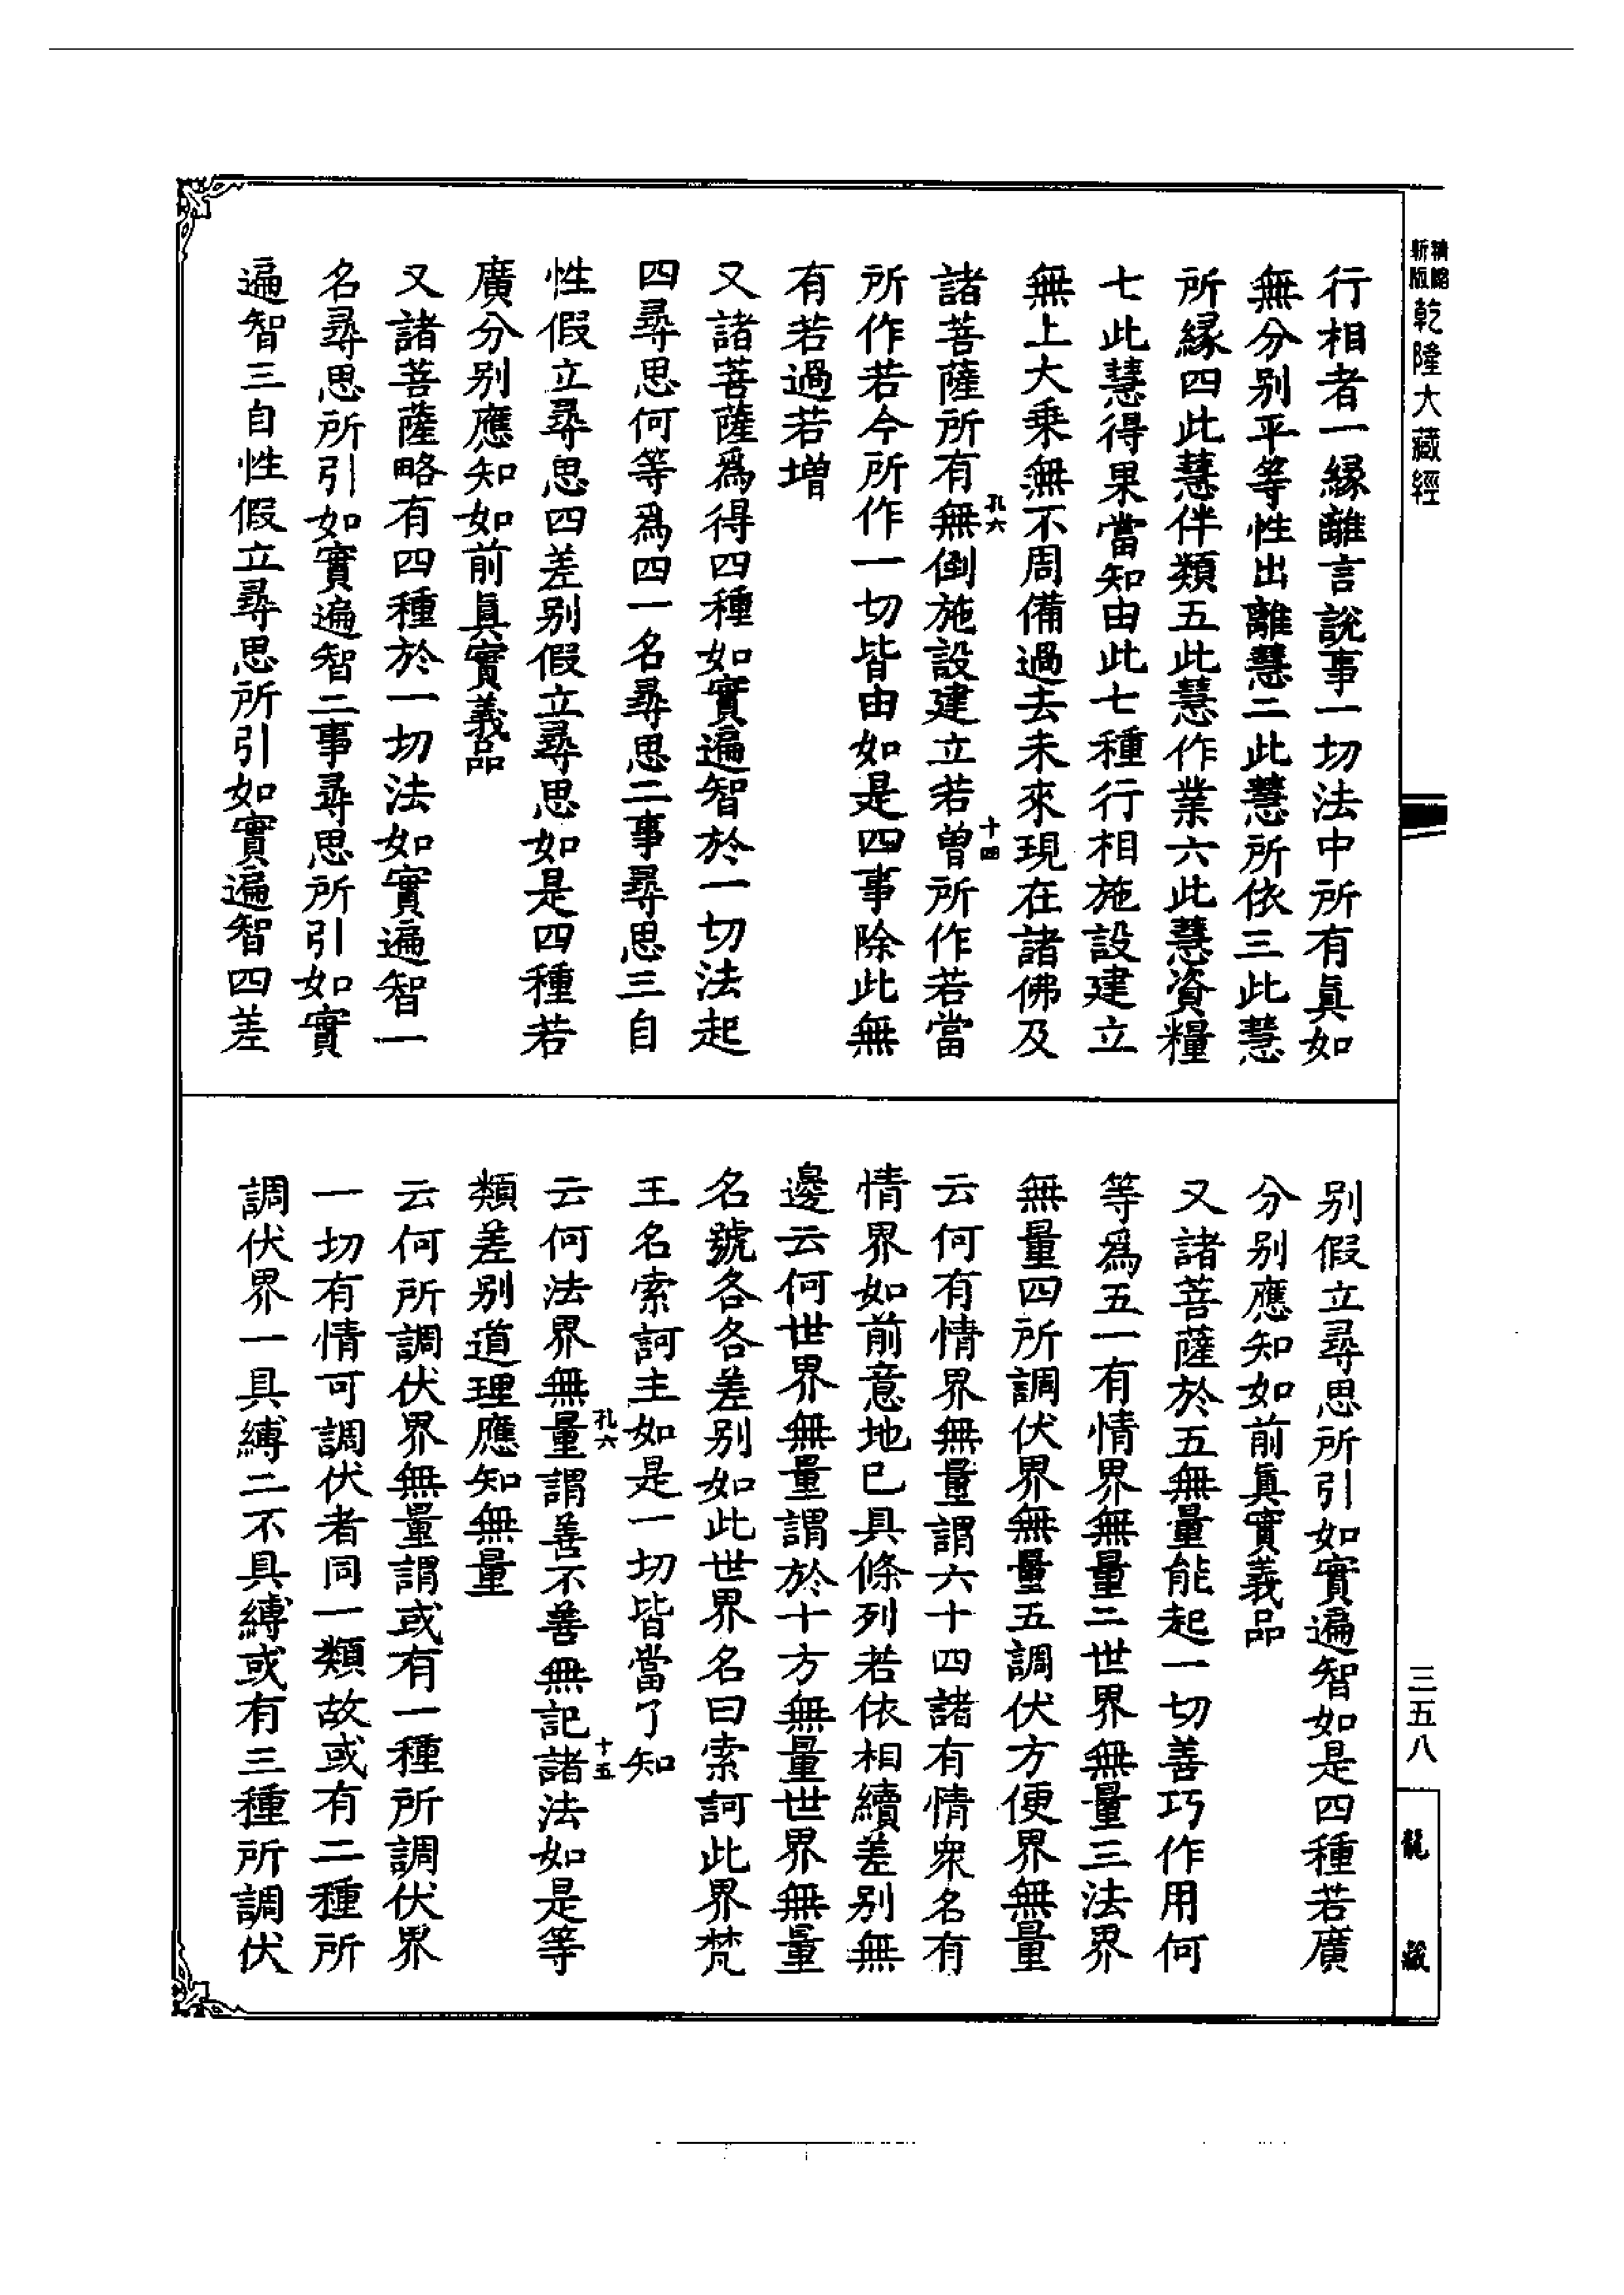 精縮新版乾隆大藏經
行相者一緣離言說事一切法中所有真如
無分別平等性出離慧二此慧所依三此慧
所緣四此慧伴類五此慧作業六此慧資糧
七此慧得果當知由此七種行相施設建立
無上大乘無不周備過去未來現在諸佛及
孔六 十四
諸菩薩所有無倒施設建立若曾所作若當
所作若今所作一切皆由如是四事除此無
有若過若增
又諸菩薩爲得四種如實遍智於一切法起
四尋思何等爲四一名尋思二事尋思三自
性假立尋思四差別假立尋思如是四種若
廣分別應知如前真實義品
又諸菩薩略有四種於一切法如實遍智一
名尋思所引如實遍智二事尋思所引如實
遍智三自性假立尋思所引如實遍智四差
別假立尋思所引如實遍智如是四種若廣
分別應知如前真實義品
又諸菩薩於五無量能起一切善巧作用何
等爲五一有情界無量二世界無量三法界
無量四所調伏界無量五調伏方便界無量
云何有情界無量謂六十四諸有情衆名有
情界如前意地已具條列若依相續差別無
邊云何世界無量謂於十方無量世界無量
名號各各差別如此世界名曰索訶此界梵
王名索訶主如是一切皆當了知
孔六 十五
云何法界無量謂善不善無記諸法如是等
類差別道理應知無量
云何所調伏界無量謂或有一種所調伏界
一切有情可調伏者同一類故或有二種所
調伏界一具縛二不具縛或有三種所調伏
三五八
龍藏